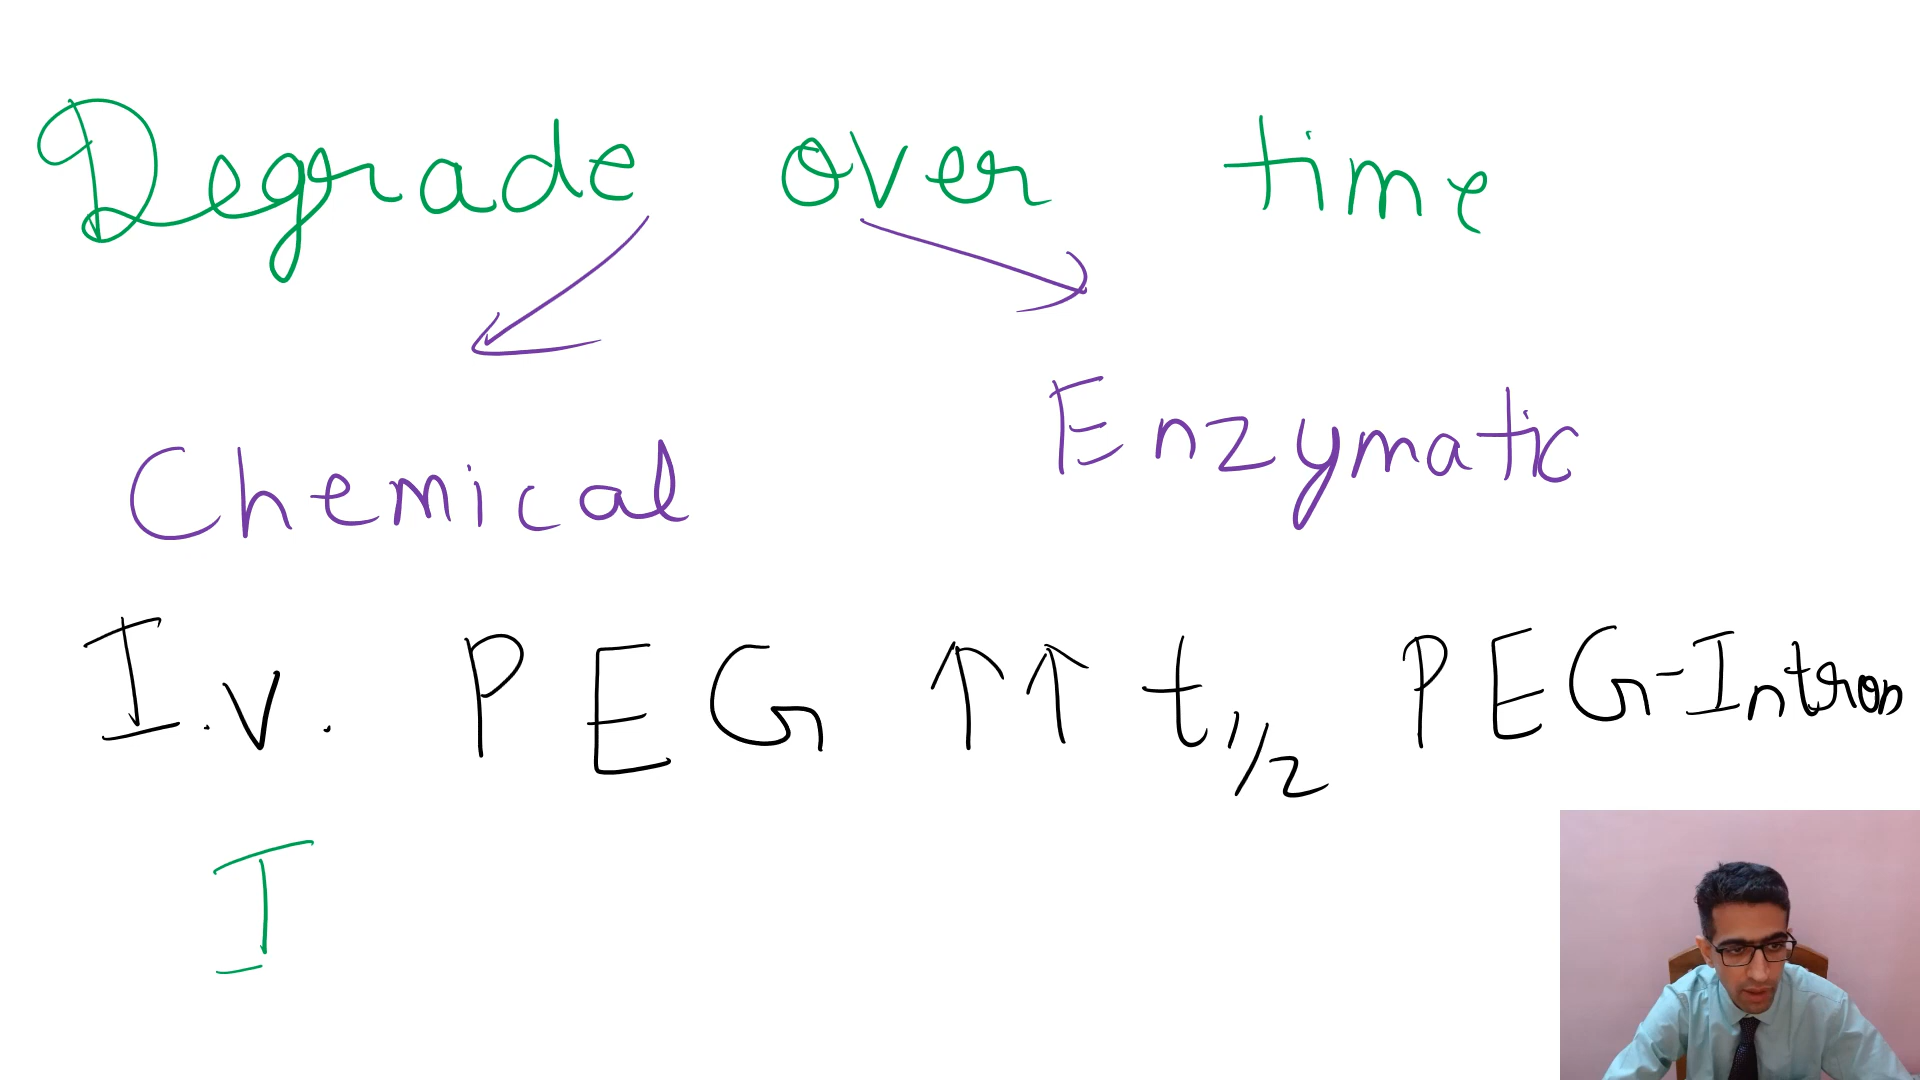 Degrade over time
Chemical Enzymatic
I.v. PEG ↑↑ t1/2 PEG-Intron
I